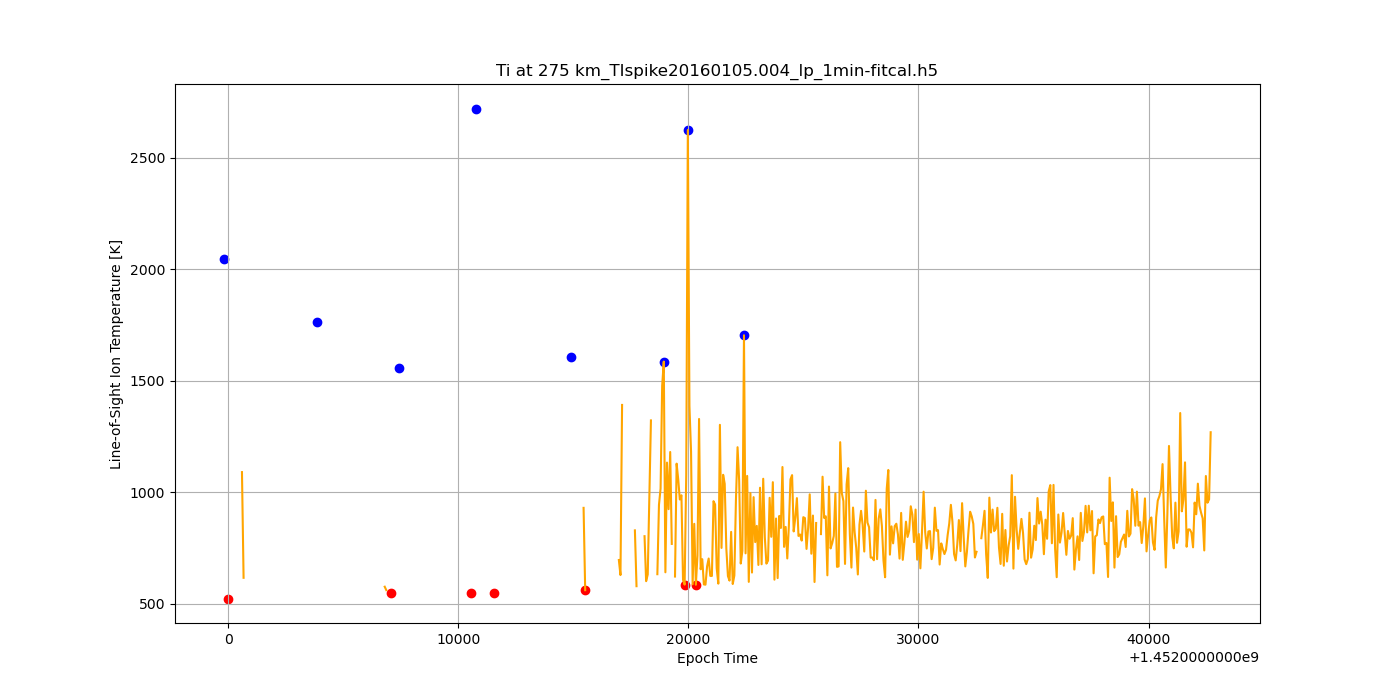 Ti at 275 km_TIspike20160105.004_lp_1min-fitcal.h5
Line-of-Sight Ion Temperature [K]
2500
2000
1500
1000
500
0
10000
20000
30000
40000
Epoch Time
+1.4520000000e9